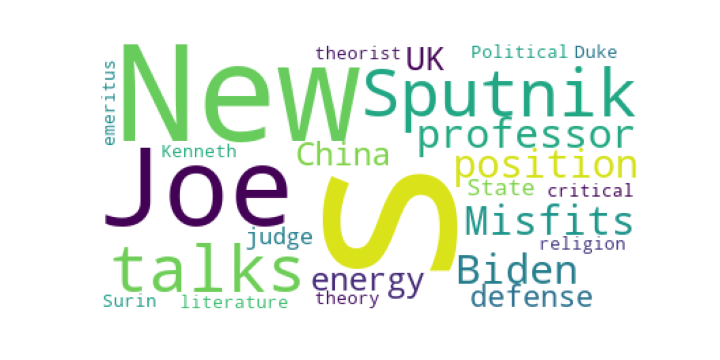 New
theorist
UK
Political
Duke
emeritus
Sputnik
professor
Kenneth
China
position
Joe
S
State
critical
Misfits
judge
religion
talks
energy
Biden
defense
Surin
literature
theory